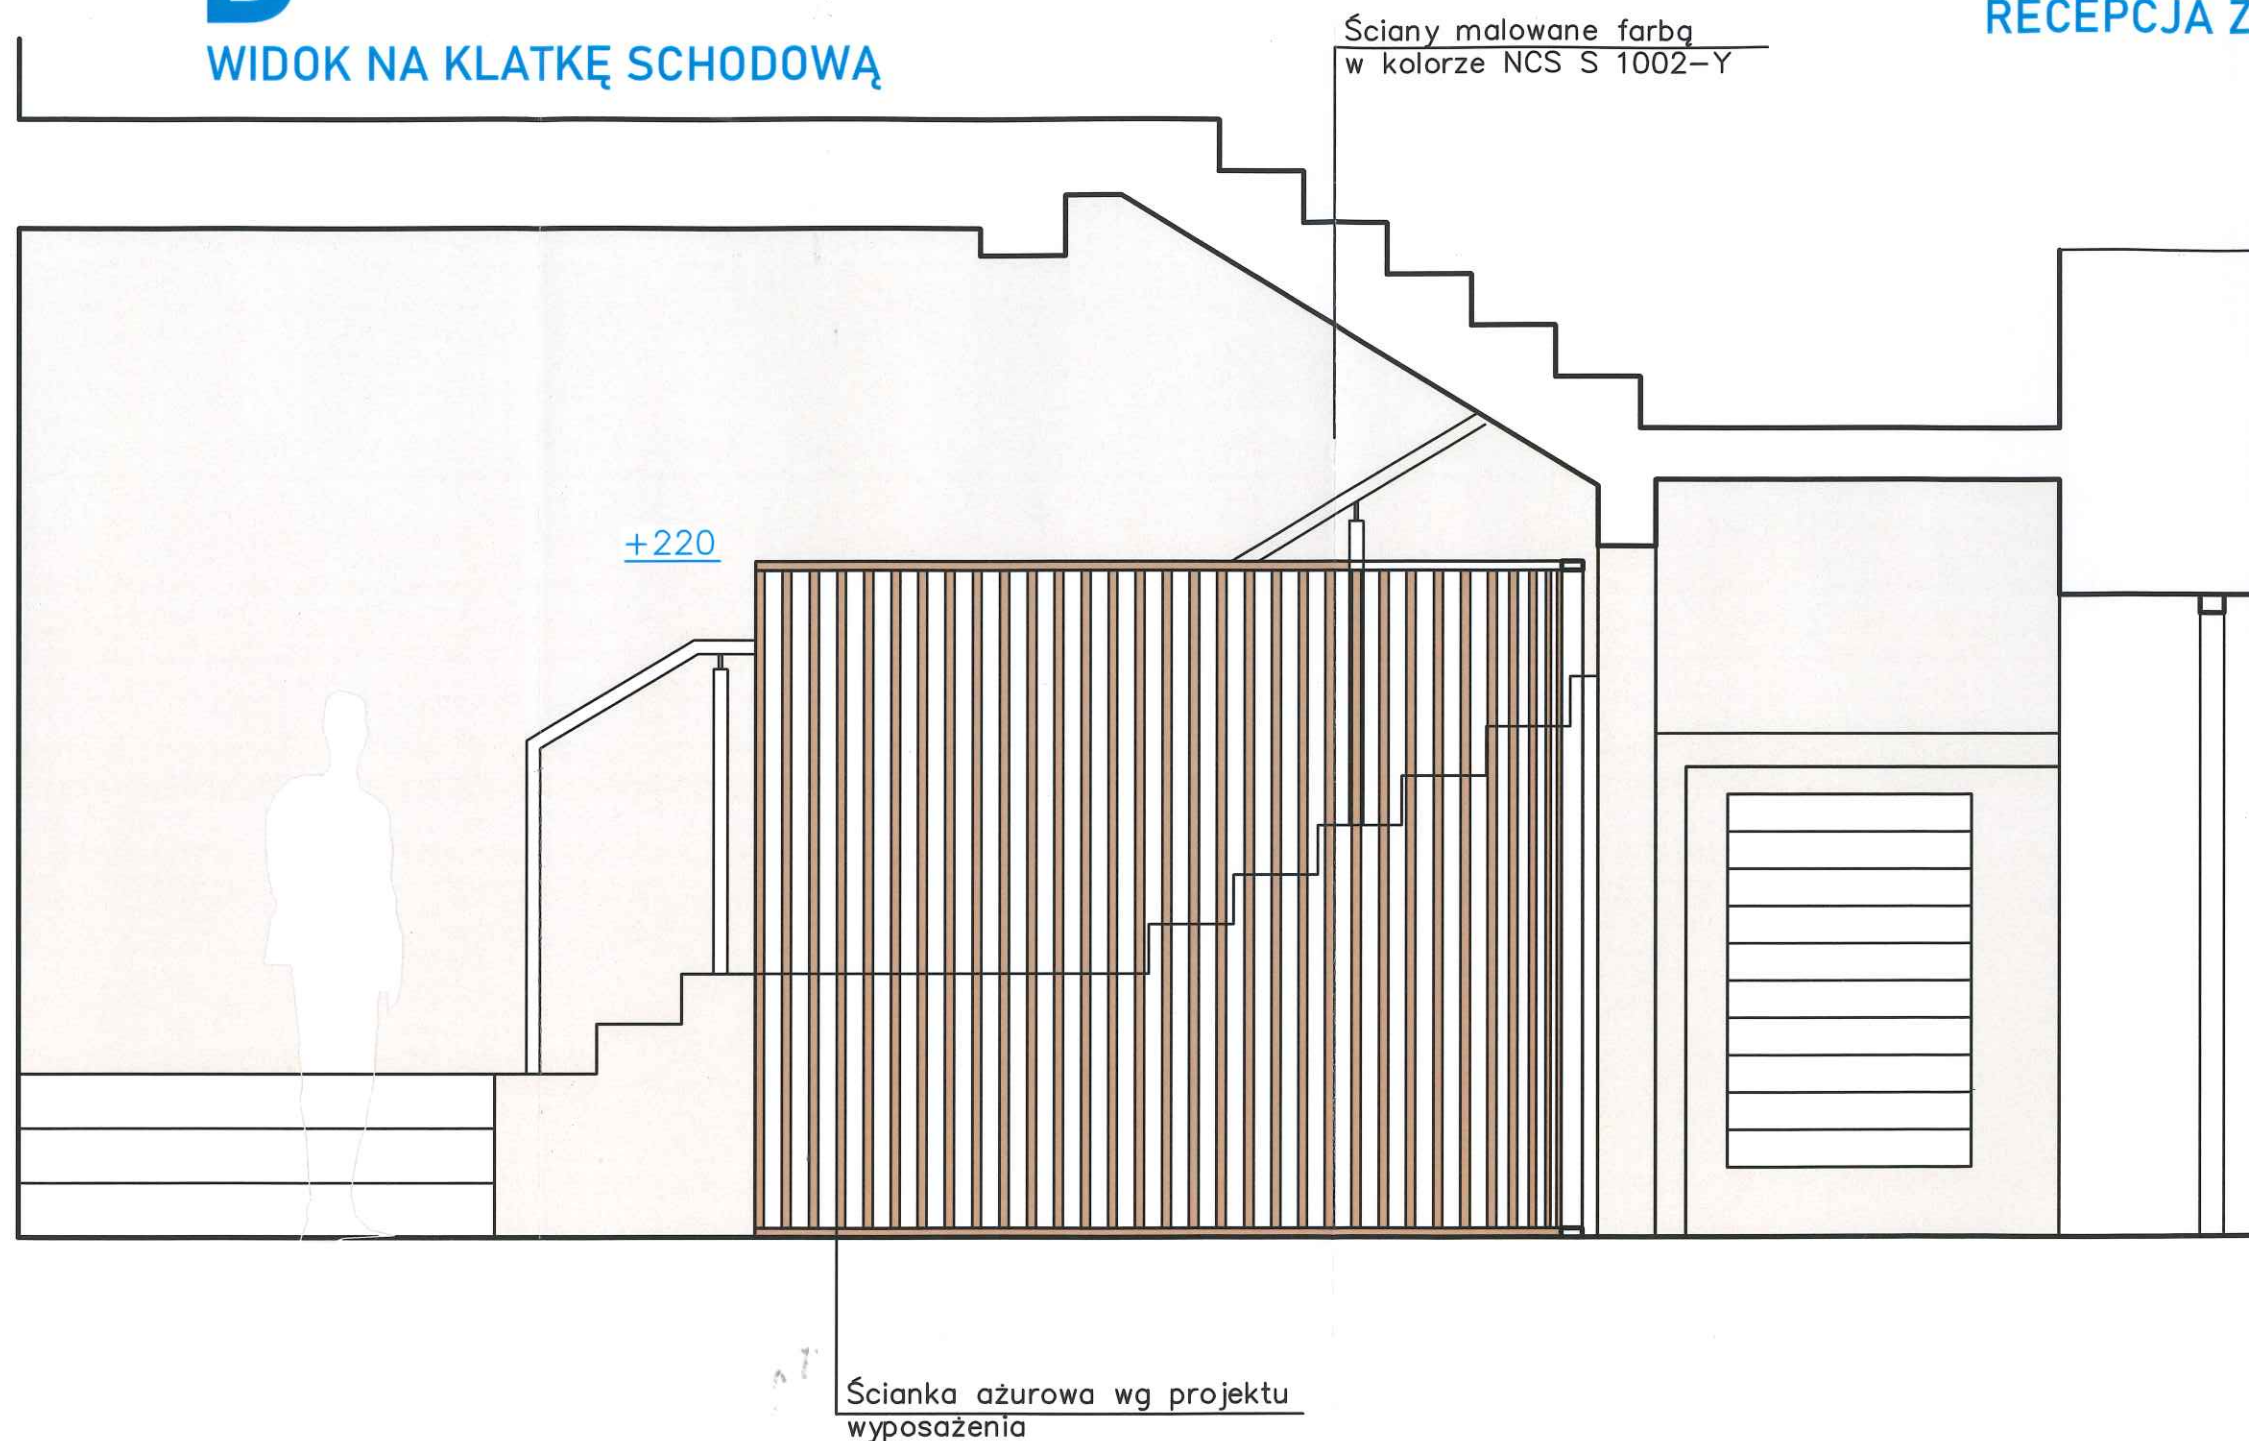 WIDOK NA KLATKĘ SCHODOWĄ
Ściany malowane farbą
w kolorze NCS S 1002-Y
RECEPCJA
+220
Ścianka ażurowa wg projektu
wyposażenia